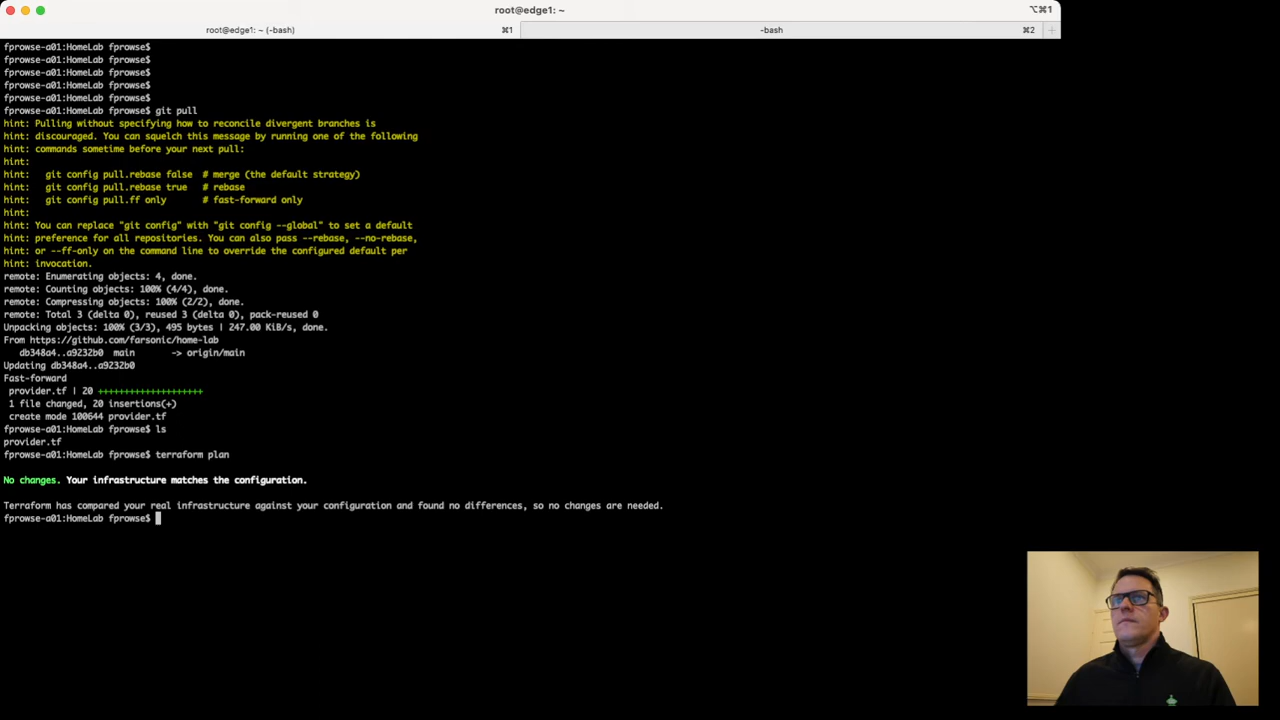 root@edge1: ~
⌥⌘1
root@edge1: ~ (-bash)
⌘1
-bash
⌘2
+
fprowse-a01:HomeLab fprowse$
fprowse-a01:HomeLab fprowse$
fprowse-a01:HomeLab fprowse$
fprowse-a01:HomeLab fprowse$
fprowse-a01:HomeLab fprowse$
fprowse-a01:HomeLab fprowse$ git pull
hint: Pulling without specifying how to reconcile divergent branches is
hint: discouraged. You can squelch this message by running one of the following
hint: commands sometime before your next pull:
hint:
hint:   git config pull.rebase false  # merge (the default strategy)
hint:   git config pull.rebase true   # rebase
hint:   git config pull.ff only       # fast-forward only
hint:
hint: You can replace "git config" with "git config --global" to set a default
hint: preference for all repositories. You can also pass --rebase, --no-rebase,
hint: or --ff-only on the command line to override the configured default per
hint: invocation.
remote: Enumerating objects: 4, done.
remote: Counting objects: 100% (4/4), done.
remote: Compressing objects: 100% (2/2), done.
remote: Total 3 (delta 0), reused 3 (delta 0), pack-reused 0
Unpacking objects: 100% (3/3), 495 bytes | 247.00 KiB/s, done.
From https://github.com/farsonic/home-lab
   db348a4..a9232b0  main       -> origin/main
Updating db348a4..a9232b0
Fast-forward
 provider.tf | 20 ++++++++++++++++++++
 1 file changed, 20 insertions(+)
 create mode 100644 provider.tf
fprowse-a01:HomeLab fprowse$ ls
provider.tf
fprowse-a01:HomeLab fprowse$ terraform plan
No changes. Your infrastructure matches the configuration.
Terraform has compared your real infrastructure against your configuration and found no differences, so no changes are needed.
fprowse-a01:HomeLab fprowse$